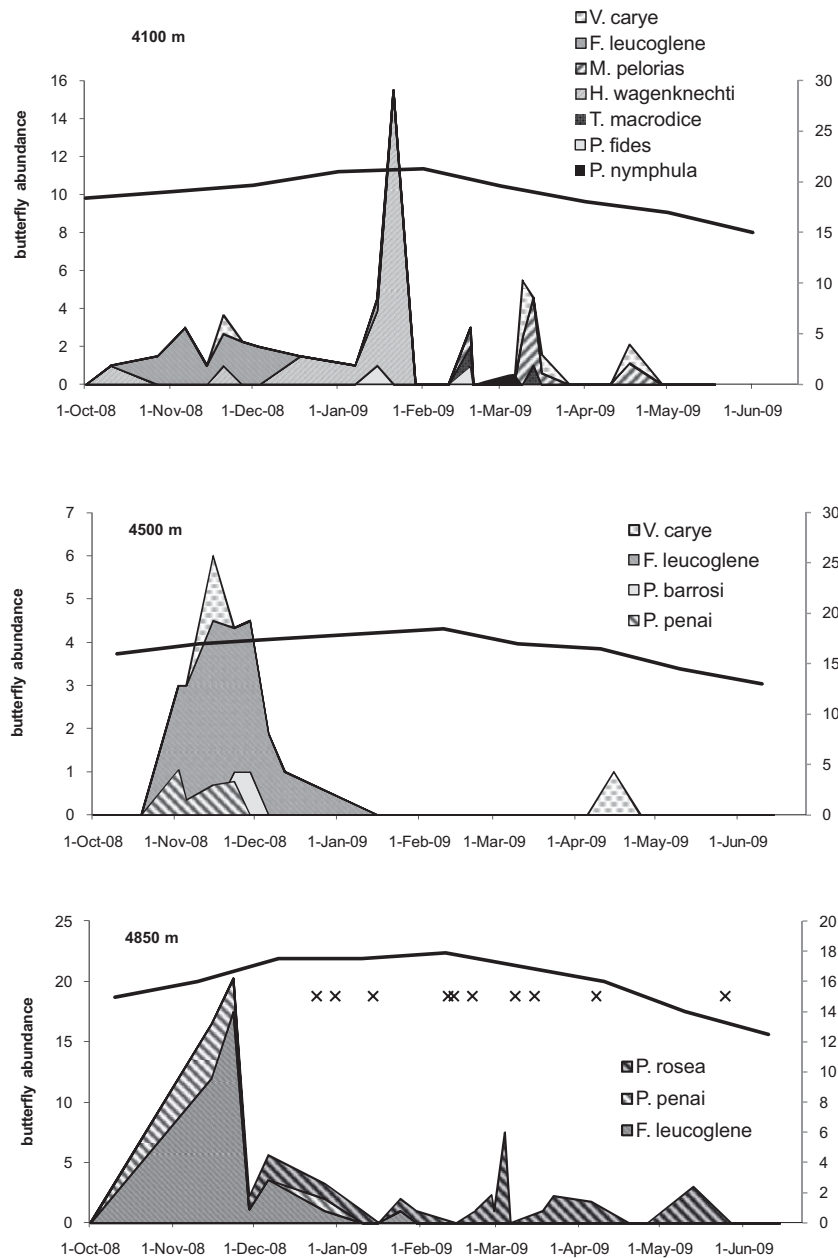 4100 m
V. carye
F. leucoglene
M. pelorias
H. wagenknechti
T. macrodice
P. fides
P. nymphula
butterfly abundance
16
14
12
10
8
6
4
2
0
30
25
20
15
10
5
0
1-Oct-08 1-Nov-08 1-Dec-08 1-Jan-09 1-Feb-09 1-Mar-09 1-Apr-09 1-May-09 1-Jun-09
4500 m
V. carye
F. leucoglene
P. barrosi
P. penai
butterfly abundance
7
6
5
4
3
2
1
0
30
25
20
15
10
5
0
1-Oct-08 1-Nov-08 1-Dec-08 1-Jan-09 1-Feb-09 1-Mar-09 1-Apr-09 1-May-09 1-Jun-09
4850 m
P. rosea
P. penai
F. leucoglene
butterfly abundance
25
20
15
10
5
0
20
18
16
14
12
10
8
6
4
2
0
1-Oct-08 1-Nov-08 1-Dec-08 1-Jan-09 1-Feb-09 1-Mar-09 1-Apr-09 1-May-09 1-Jun-09